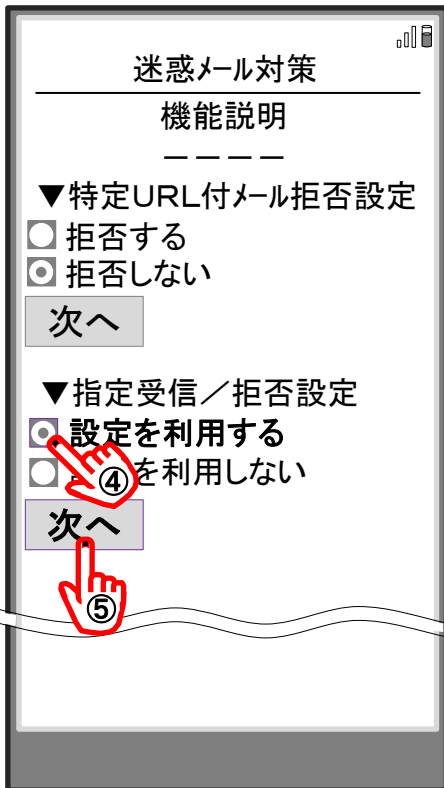 迷惑メール対策
機能説明
ーーーー
▼特定URL付メール拒否設定
拒否する
拒否しない
次へ
▼指定受信／拒否設定
設定を利用する
④
を利用しない
次へ
⑤